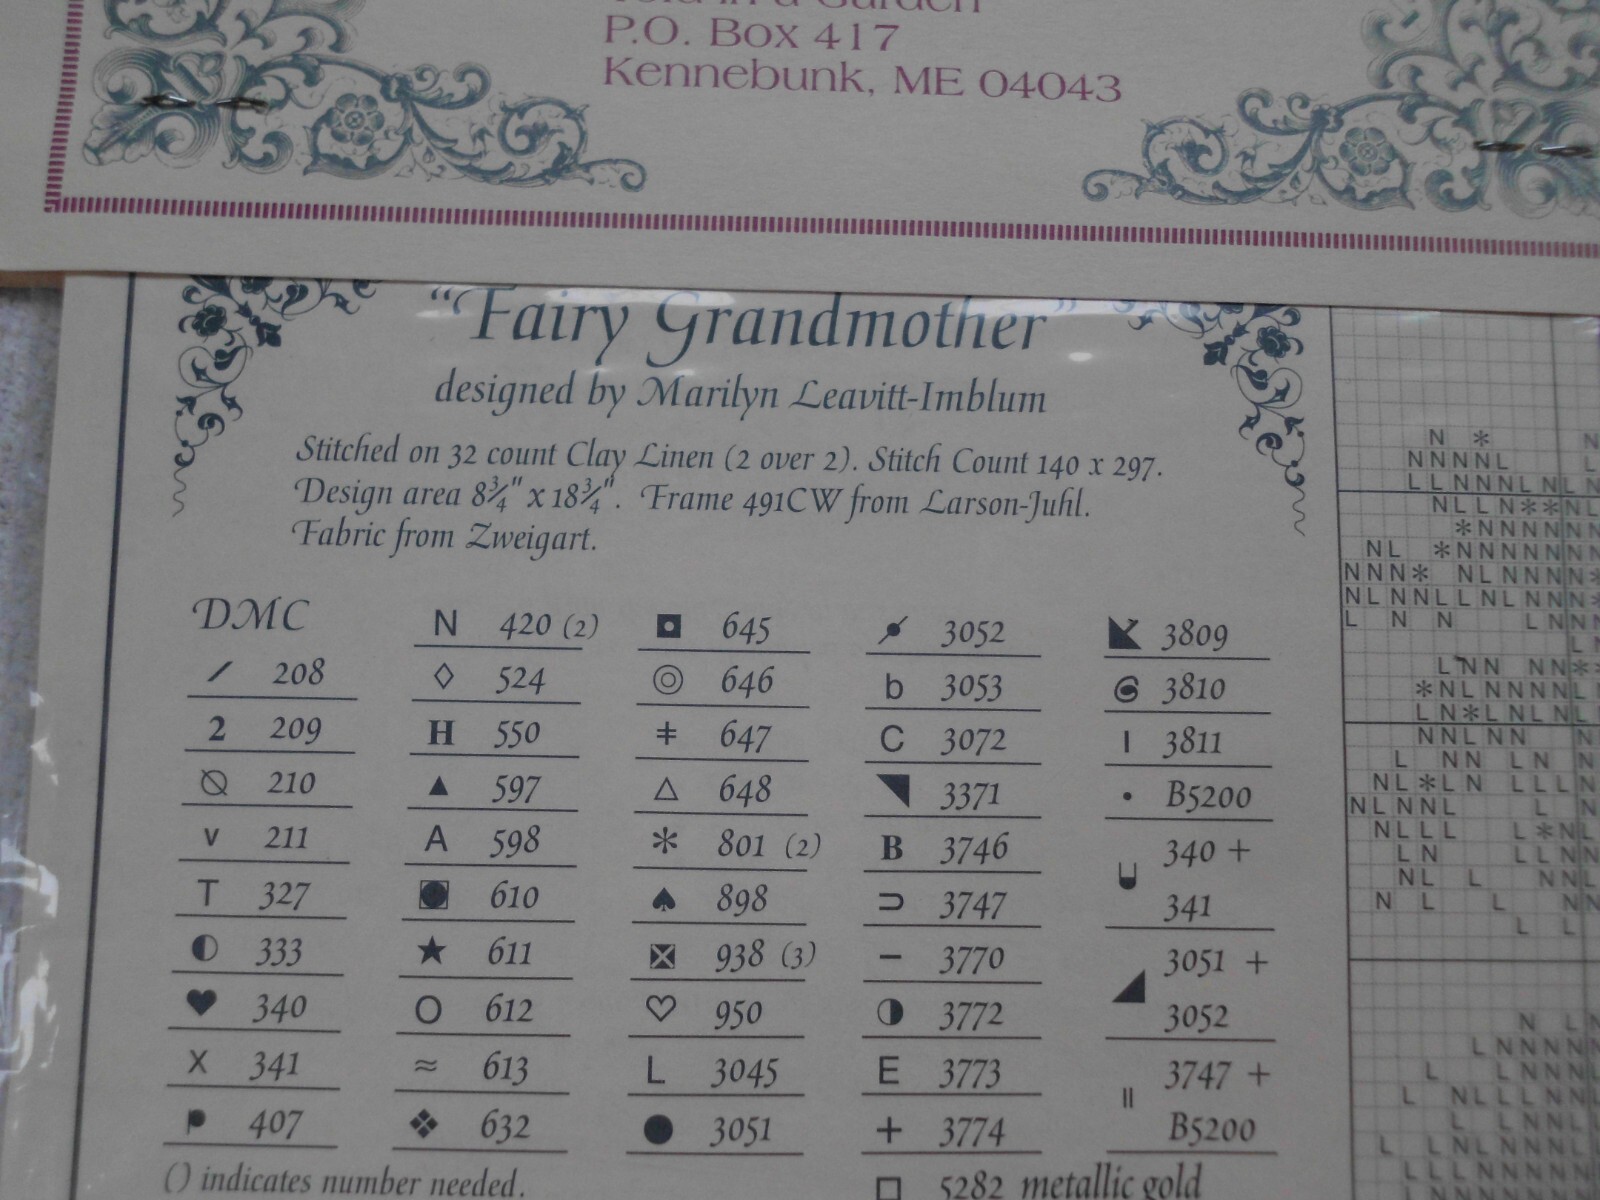 in a Garden
P.O. Box 417
Kennebunk, ME 04043
"Fairy Grandmother"
designed by Marilyn Leavitt-Imblum
Stitched on 32 count Clay Linen (2 over 2). Stitch Count 140 x 297.
Design area 8¾" x 18¾". Frame 491CW from Larson-Juhl.
Fabric from Zweigart.
DMC
208
2 209
210
v 211
T 327
333
340
X 341
407
N 420 (2)
524
H 550
597
A 598
610
611
O 612
≈ 613
632
645
646
ǂ 647
648
* 801 (2)
898
938 (3)
950
L 3045
3051
3052
b 3053
C 3072
3371
B 3746
3747
- 3770
3772
E 3773
+ 3774
5282 metallic gold
3809
3810
I 3811
• B5200
340 +
341
3051 +
3052
3747 +
B5200
() indicates number needed.